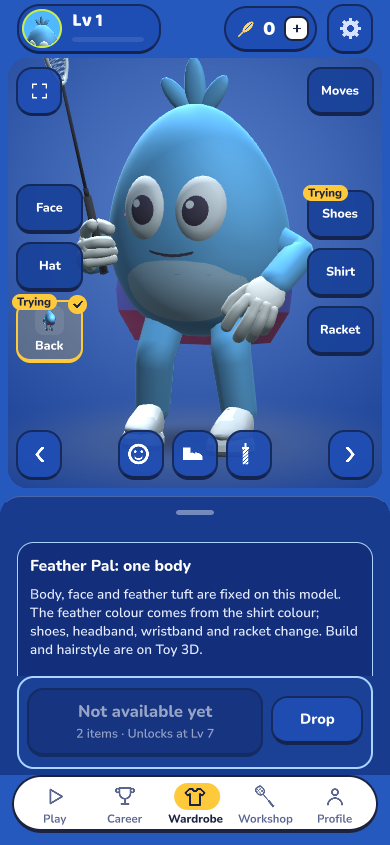 Lv 1
0
+
Moves
Face
Trying
Shoes
Hat
Shirt
Trying
Back
Racket
Feather Pal: one body
Body, face and feather tuft are fixed on this model.
The feather colour comes from the shirt colour;
shoes, headband, wristband and racket change. Build
and hairstyle are on Toy 3D.
Not available yet
2 items · Unlocks at Lv 7
Drop
Play
Career
Wardrobe
Workshop
Profile